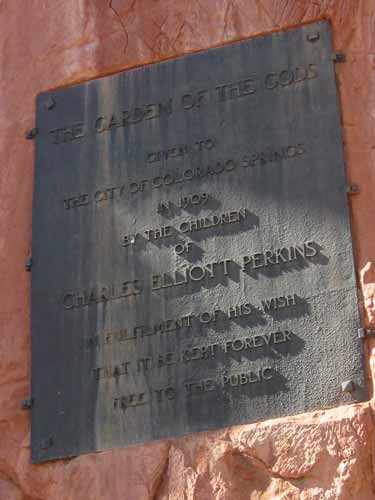 THE GARDEN OF THE GODS
GIVEN TO
THE CITY OF COLORADO SPRINGS
IN 1909
BY THE CHILDREN
OF
CHARLES ELLIOTT PERKINS
IN FULFILMENT OF HIS WISH
THAT IT BE KEPT FOREVER
FREE TO THE PUBLIC